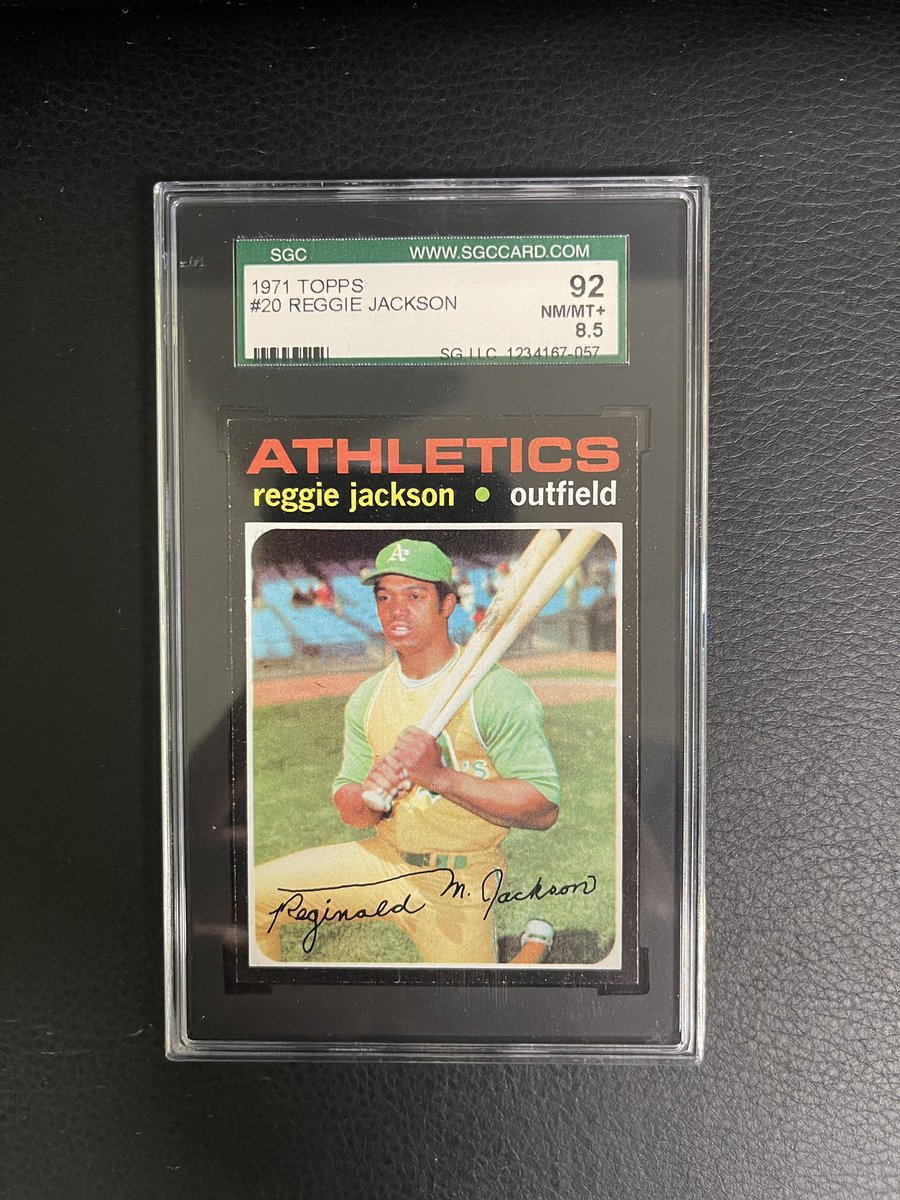 SGC WWW.SGCCARD.COM
1971 TOPPS 92
#20 REGGIE JACKSON NM/MT+
8.5
SG LLC 1234167-057
ATHLETICS
reggie jackson • outfield
A's
Reginald M. Jackson